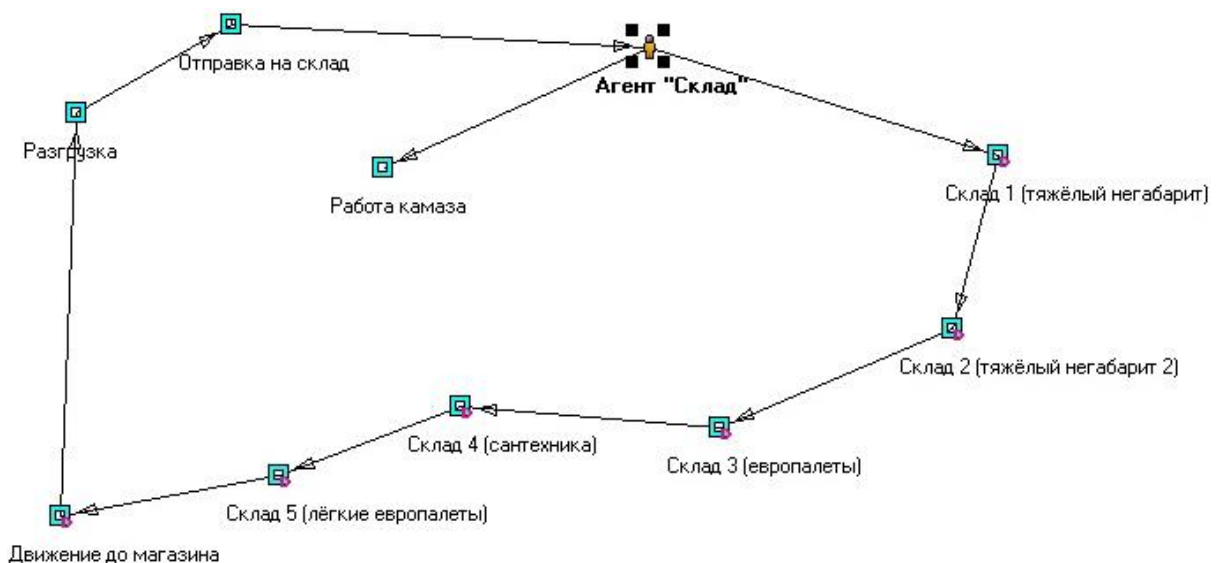 Отправка на склад
Агент "Склад"
Разгрузка
Работа камаза
Склад 1 (тяжёлый негабарит)
Склад 2 (тяжёлый негабарит 2)
Склад 4 (сантехника)
Склад 3 (европалеты)
Склад 5 (лёгкие европалеты)
Движение до магазина